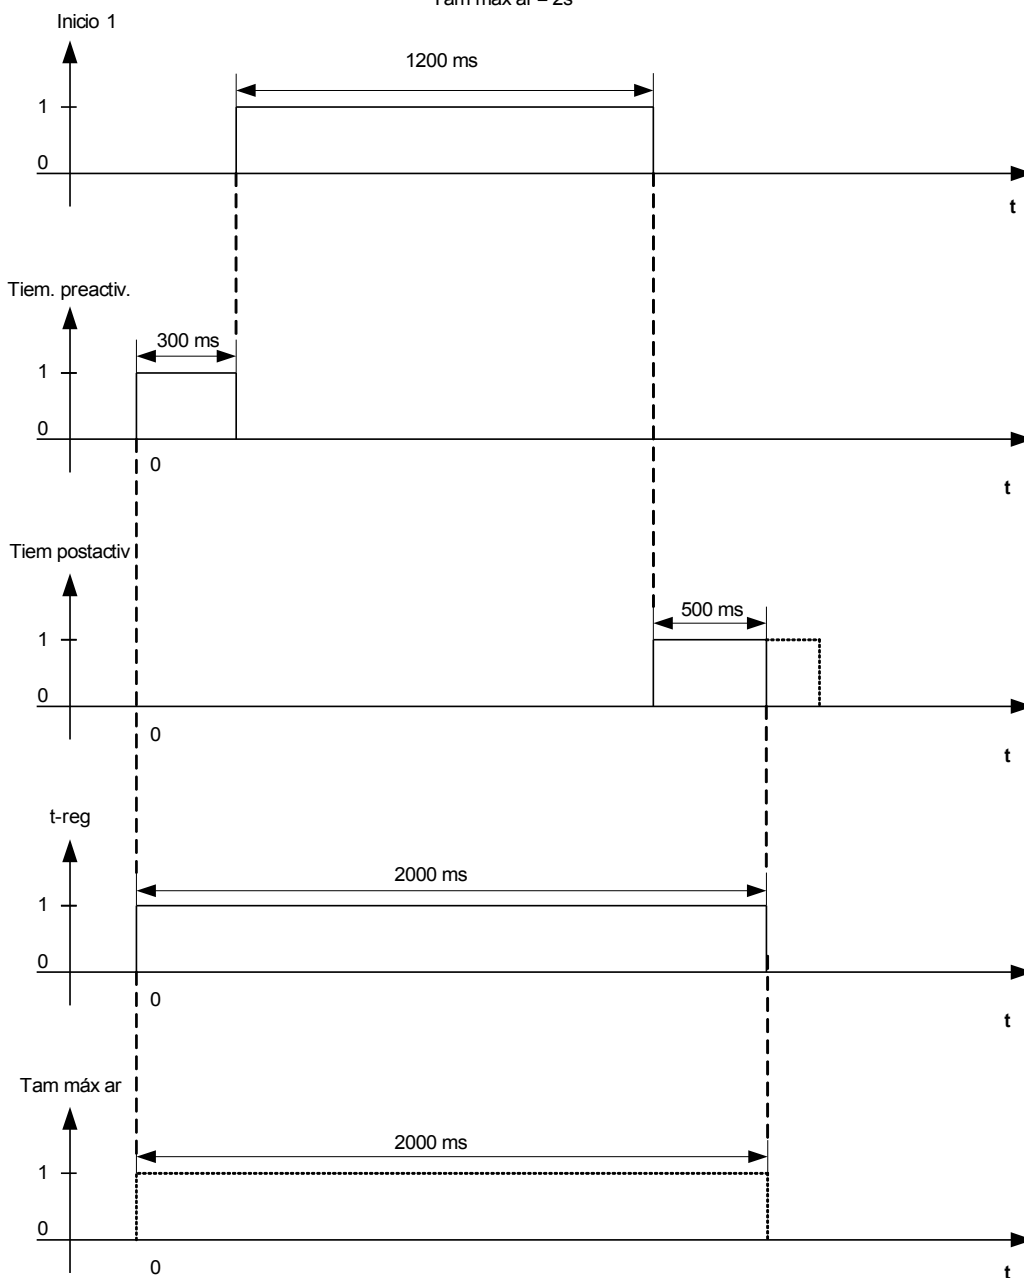 Tam máx ar = 2s
Inicio 1
1200 ms
1
0
t
Tiem. preactiv.
300 ms
1
0
0
t
Tiem postactiv
500 ms
1
0
0
t
t-reg
2000 ms
1
0
0
t
Tam máx ar
2000 ms
1
0
0
t